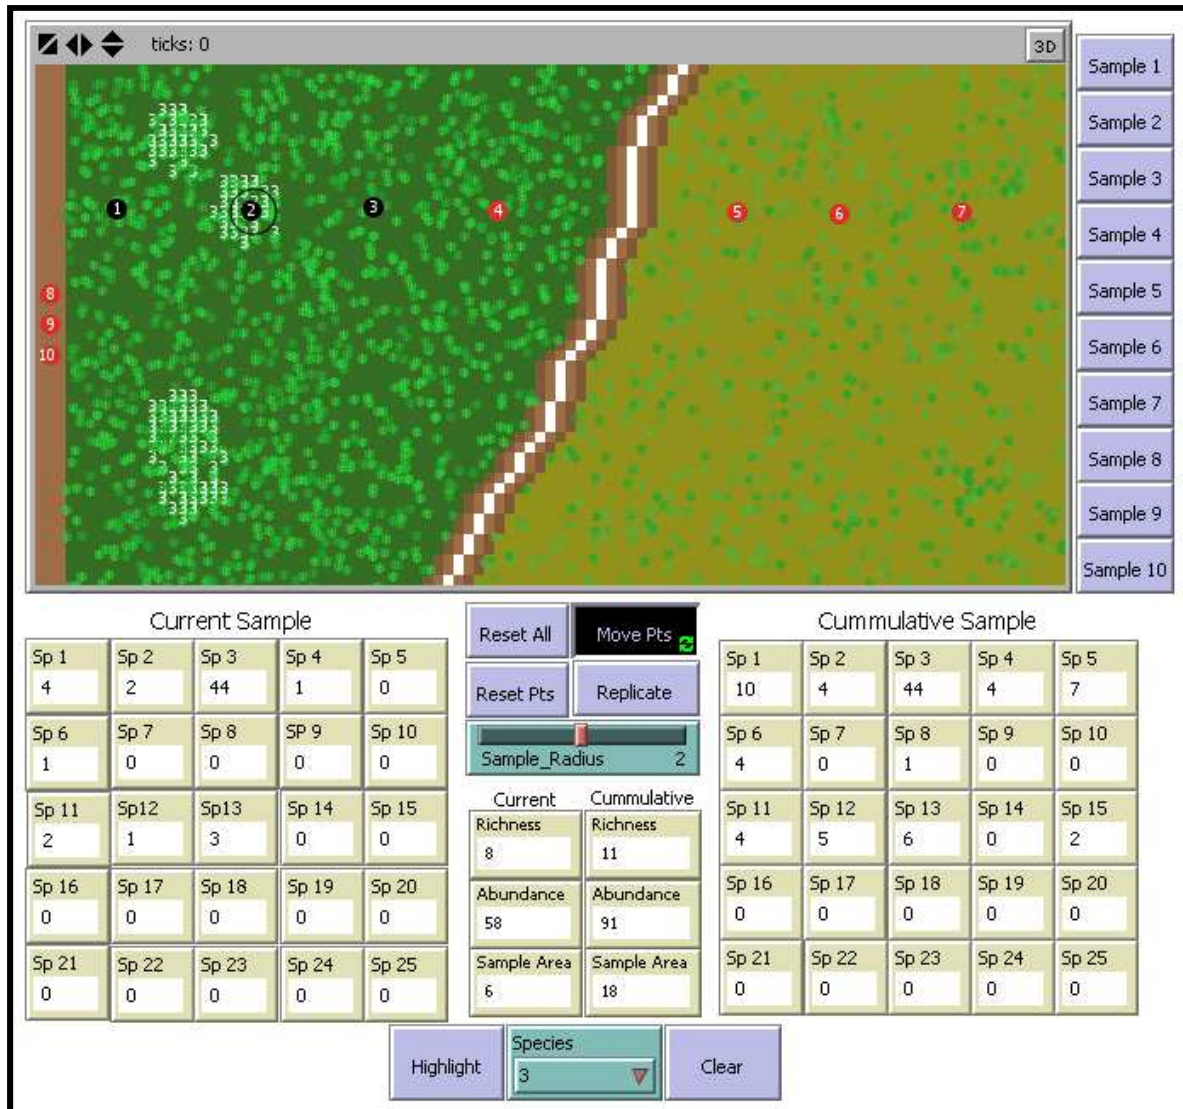 ticks: 0
3D
Sample 1
Sample 2
Sample 3
Sample 4
Sample 5
Sample 6
Sample 7
Sample 8
Sample 9
Sample 10
1 2 3 4 5 6 7
8
9
10
Current Sample
Sp 1 Sp 2 Sp 3 Sp 4 Sp 5
4 2 44 1 0
Sp 6 Sp 7 Sp 8 SP 9 Sp 10
1 0 0 0 0
Sp 11 Sp12 Sp13 Sp 14 Sp 15
2 1 3 0 0
Sp 16 Sp 17 Sp 18 Sp 19 Sp 20
0 0 0 0 0
Sp 21 Sp 22 Sp 23 Sp 24 Sp 25
0 0 0 0 0
Reset All Move Pts
Reset Pts Replicate
Sample_Radius 2
Current Cummulative
Richness Richness
8 11
Abundance Abundance
58 91
Sample Area Sample Area
6 18
Cummulative Sample
Sp 1 Sp 2 Sp 3 Sp 4 Sp 5
10 4 44 4 7
Sp 6 Sp 7 Sp 8 Sp 9 Sp 10
4 0 1 0 0
Sp 11 Sp 12 Sp 13 Sp 14 Sp 15
4 5 6 0 2
Sp 16 Sp 17 Sp 18 Sp 19 Sp 20
0 0 0 0 0
Sp 21 Sp 22 Sp 23 Sp 24 Sp 25
0 0 0 0 0
Highlight
Species
3
Clear